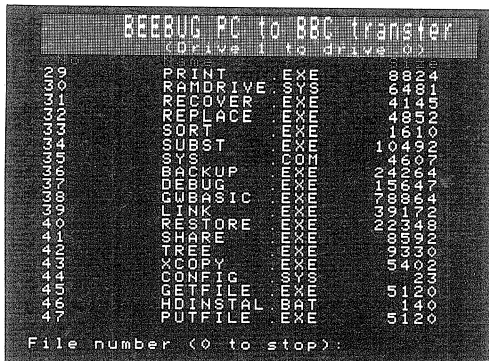 BEEBUG PC to BBC transfer
(Drive 1 to drive 0)
29 PRINT .EXE 8824
30 RAMDRIVE.SYS 6481
31 RECOVER .EXE 4145
32 REPLACE .EXE 4852
33 SORT .EXE 1610
34 SUBST .EXE 10492
35 SYS .COM 4607
36 BACKUP .EXE 24264
37 DEBUG .EXE 15647
38 GWBASIC .EXE 78864
39 LINK .EXE 39172
40 RESTORE .EXE 22348
41 SHARE .EXE 8592
42 TREE .EXE 9330
43 XCOPY .EXE 5402
44 CONFIG .SYS 23
45 GETFILE .EXE 5120
46 HDINSTAL.BAT 140
47 PUTFILE .EXE 5120
File number (0 to stop):